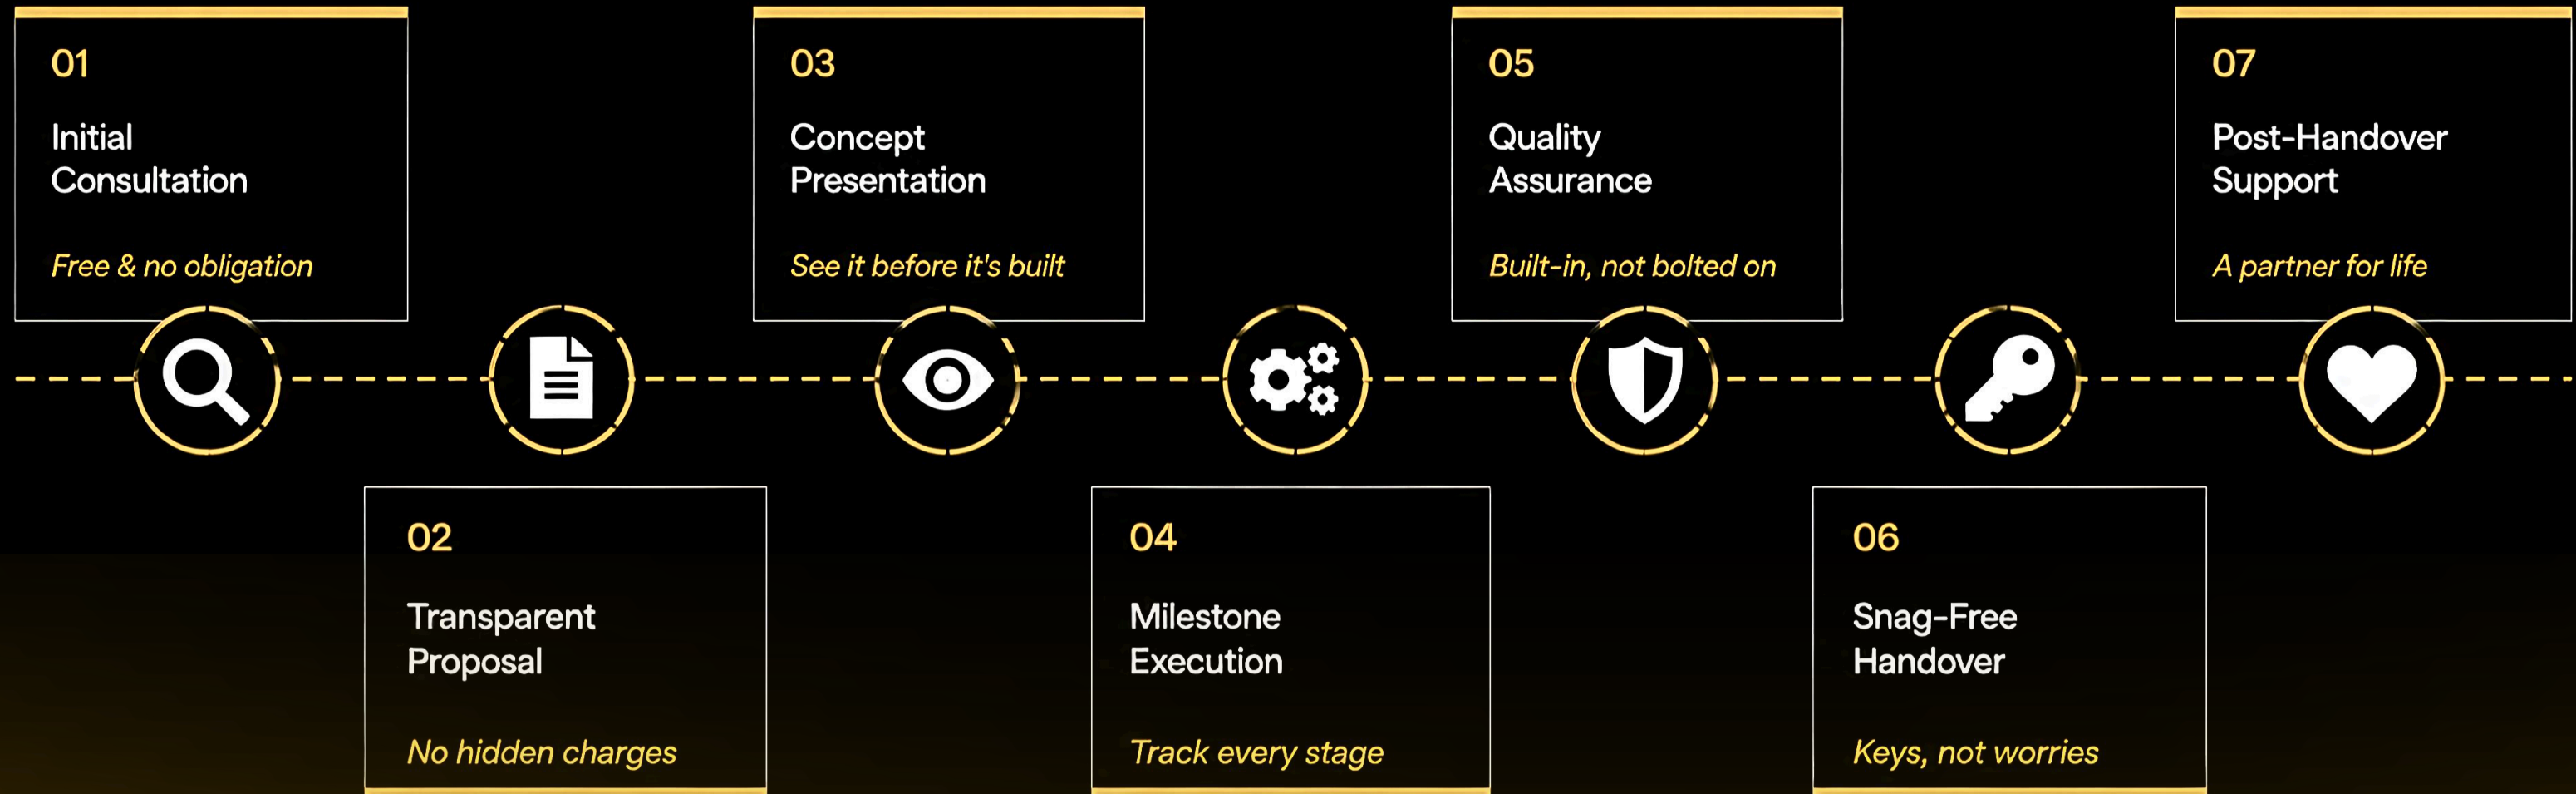 01
Initial
Consultation
Free & no obligation
02
Transparent
Proposal
No hidden charges
03
Concept
Presentation
See it before it's built
04
Milestone
Execution
Track every stage
05
Quality
Assurance
Built-in, not bolted on
06
Snag-Free
Handover
Keys, not worries
07
Post-Handover
Support
A partner for life